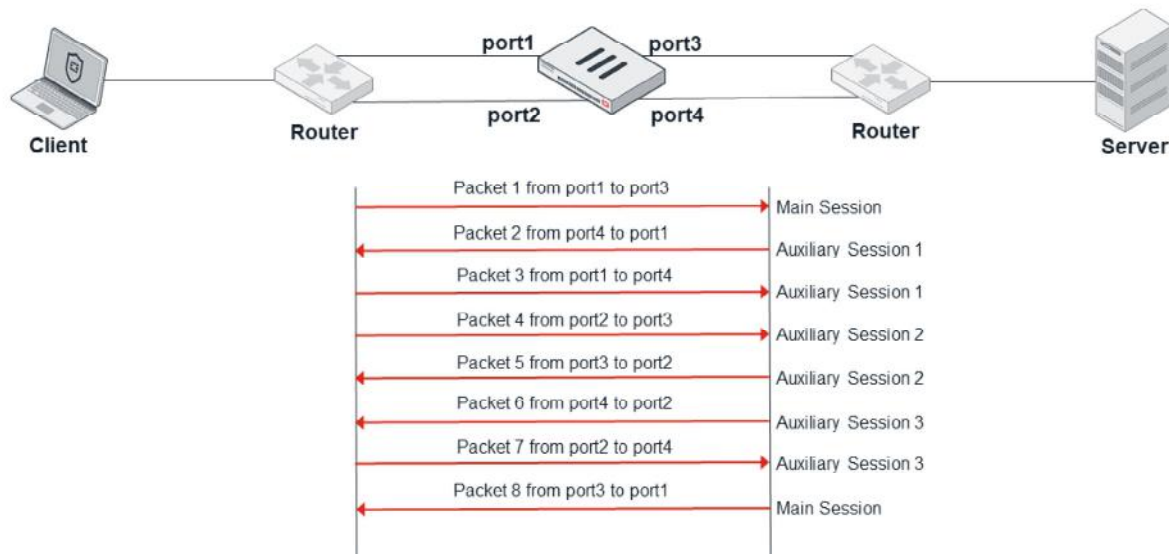 port1
port3
port2
port4
Client
Router
Router
Server
Packet 1 from port1 to port3
Main Session
Packet 2 from port4 to port1
Auxiliary Session 1
Packet 3 from port1 to port4
Auxiliary Session 1
Packet 4 from port2 to port3
Auxiliary Session 2
Packet 5 from port3 to port2
Auxiliary Session 2
Packet 6 from port4 to port2
Auxiliary Session 3
Packet 7 from port2 to port4
Auxiliary Session 3
Packet 8 from port3 to port1
Main Session